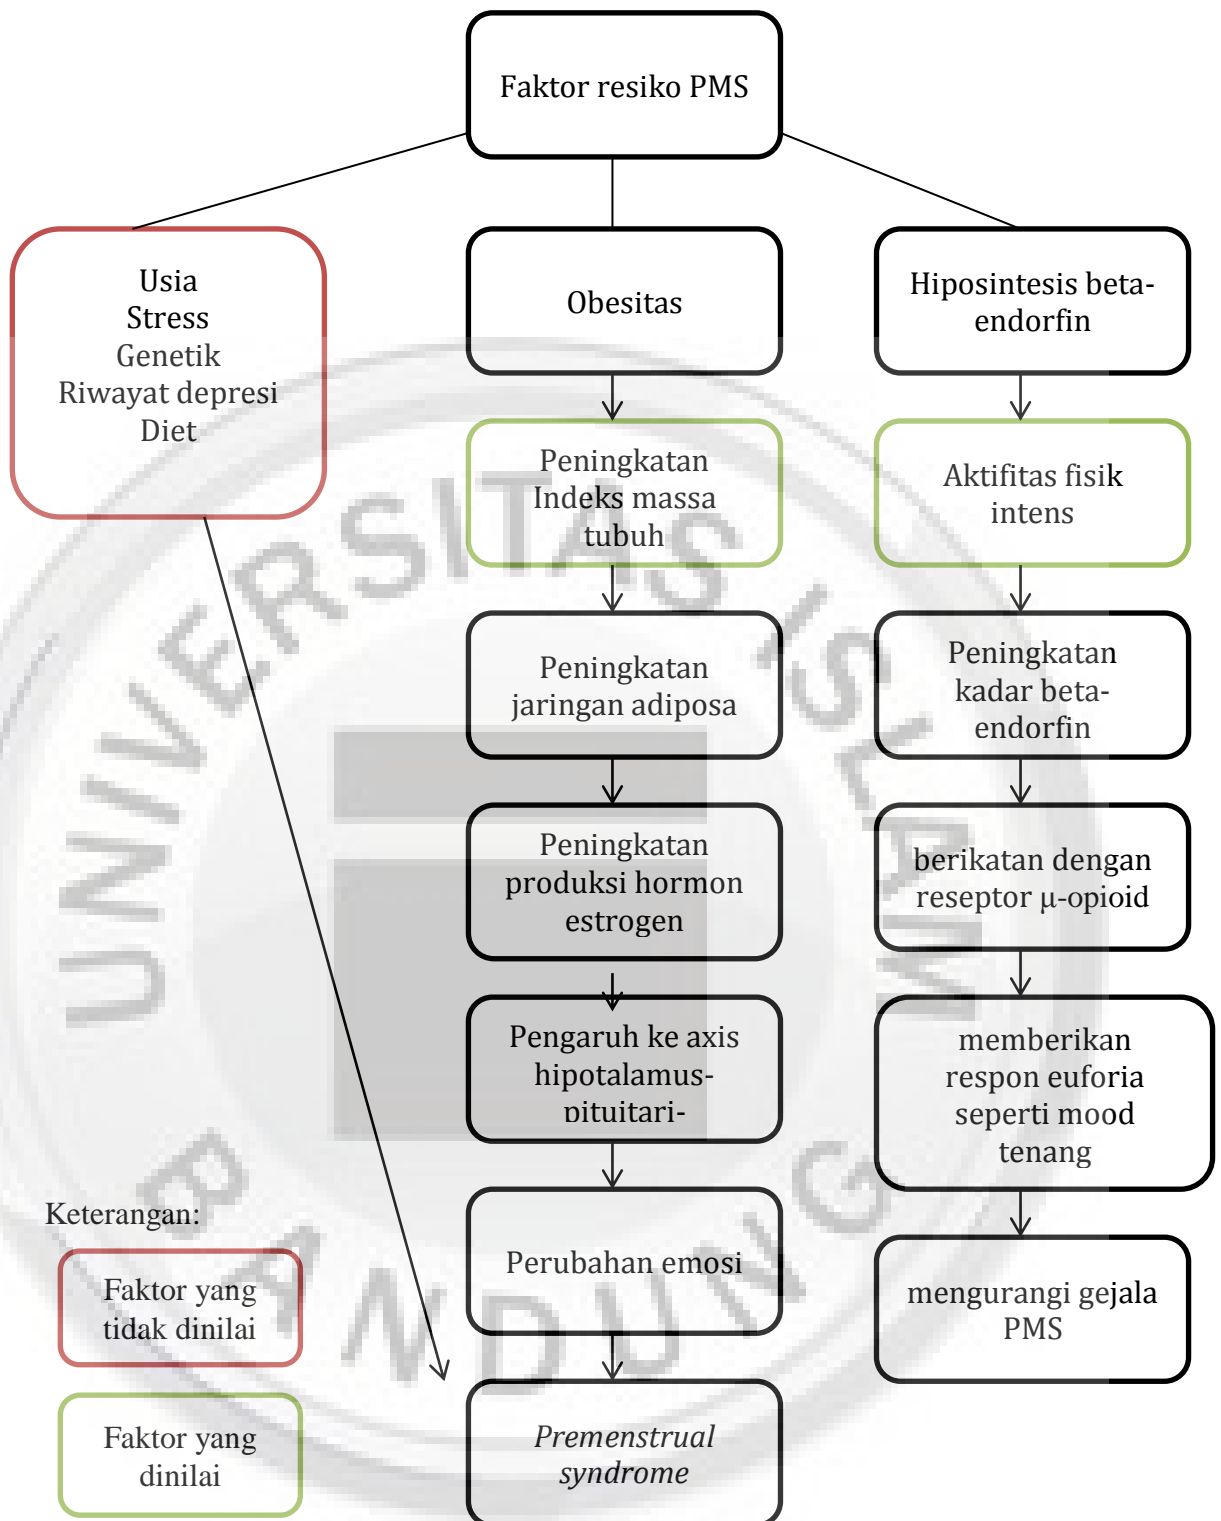 Faktor resiko PMS
Usia
Stress
Genetik
Riwayat depresi
Diet
Obesitas
Hiposintesis beta-
endorfin
Peningkatan
Indeks massa
tubuh
Aktifitas fisik
intens
Peningkatan
jaringan adiposa
Peningkatan
kadar beta-
endorfin
Peningkatan
produksi hormon
estrogen
berikatan dengan
reseptor μ-opioid
Pengaruh ke axis
hipotalamus-
pituitari-
memberikan
respon euforia
seperti mood
tenang
Perubahan emosi
mengurangi gejala
PMS
Premenstrual
syndrome
Keterangan:
Faktor yang
tidak dinilai
Faktor yang
dinilai
UNIVERSITAS ISLAM
BANDUNG